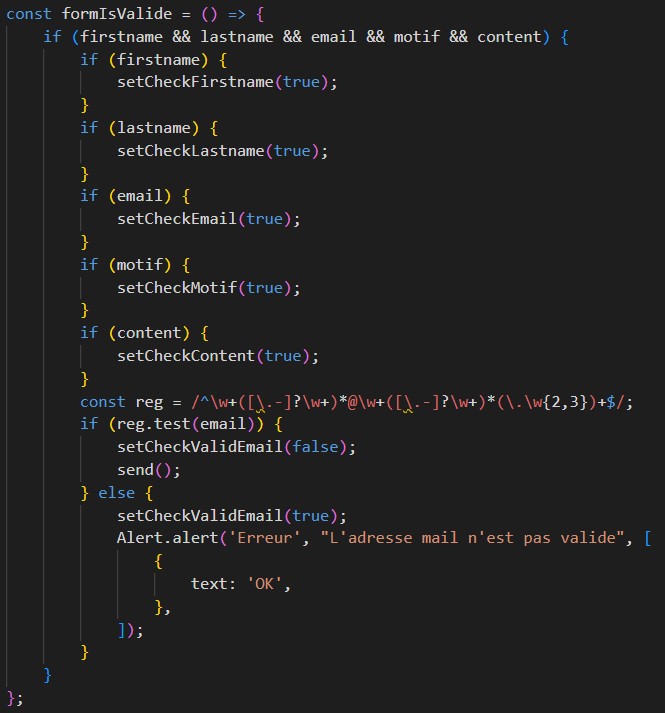 const formIsValide = () => {
    if (firstname && lastname && email && motif && content) {
        if (firstname) {
            setCheckFirstname(true);
        }
        if (lastname) {
            setCheckLastname(true);
        }
        if (email) {
            setCheckEmail(true);
        }
        if (motif) {
            setCheckMotif(true);
        }
        if (content) {
            setCheckContent(true);
        }
        const reg = /^\w+([\.-]?\w+)*@\w+([\.-]?\w+)*(\.\w{2,3})+$/;
        if (reg.test(email)) {
            setCheckValidEmail(false);
            send();
        } else {
            setCheckValidEmail(true);
            Alert.alert('Erreur', "L'adresse mail n'est pas valide", [
                {
                    text: 'OK',
                },
            ]);
        }
    }
};